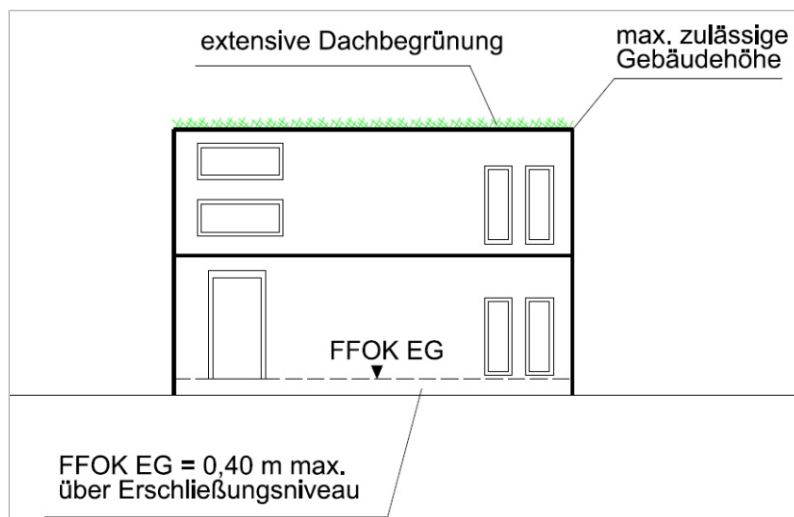 extensive Dachbegrünung
max. zulässige
Gebäudehöhe
FFOK EG
FFOK EG = 0,40 m max.
über Erschließungsniveau